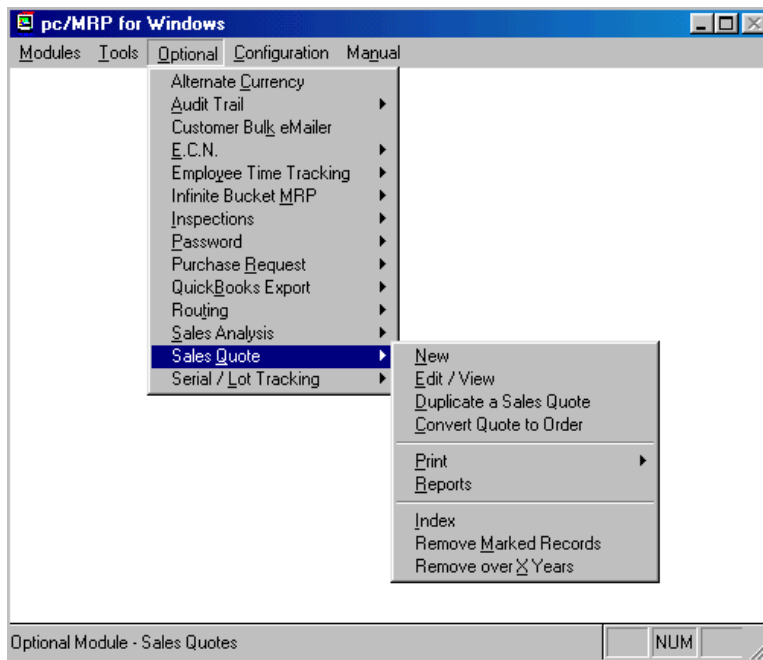 pc/MRP for Windows
Modules Tools Optional Configuration Manual
Alternate Currency
Audit Trail
Customer Bulk eMailer
E.C.N.
Employee Time Tracking
Infinite Bucket MRP
Inspections
Password
Purchase Request
QuickBooks Export
Routing
Sales Analysis
Sales Quote
Serial / Lot Tracking
New
Edit / View
Duplicate a Sales Quote
Convert Quote to Order
Print
Reports
Index
Remove Marked Records
Remove over X Years
Optional Module - Sales Quotes
NUM